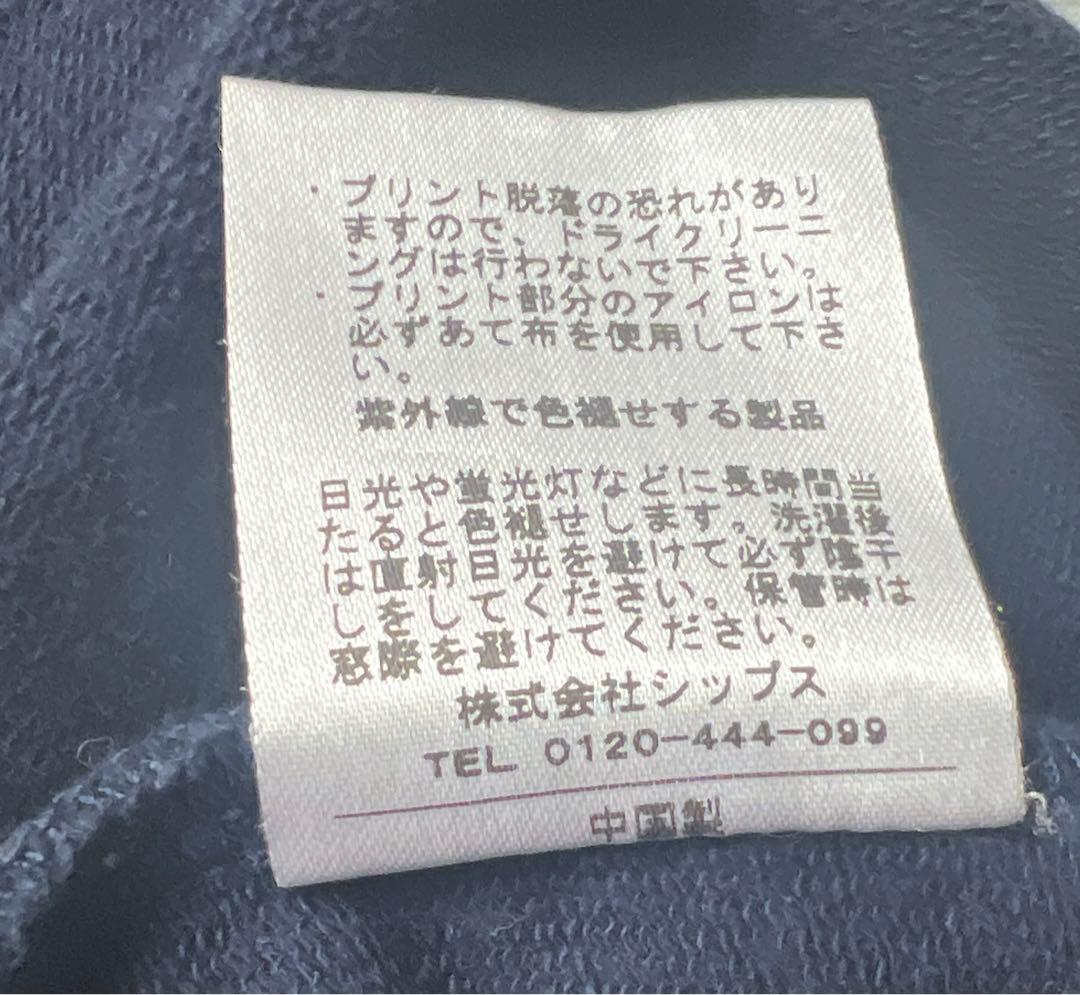 ・プリント脱落の恐れがあり
ますので、ドライクリーニ
ングは行わないで下さい。
・プリント部分のアイロンは
必ずあて布を使用して下さ
い。
紫外線で色褪せする製品
日光や蛍光灯などに長時間当
たると色褪せします。洗濯後
は直射日光を避けて必ず陰干
しをしてください。保管時は
窓際を避けてください。
株式会社シップス
TEL 0120-444-099
中国製